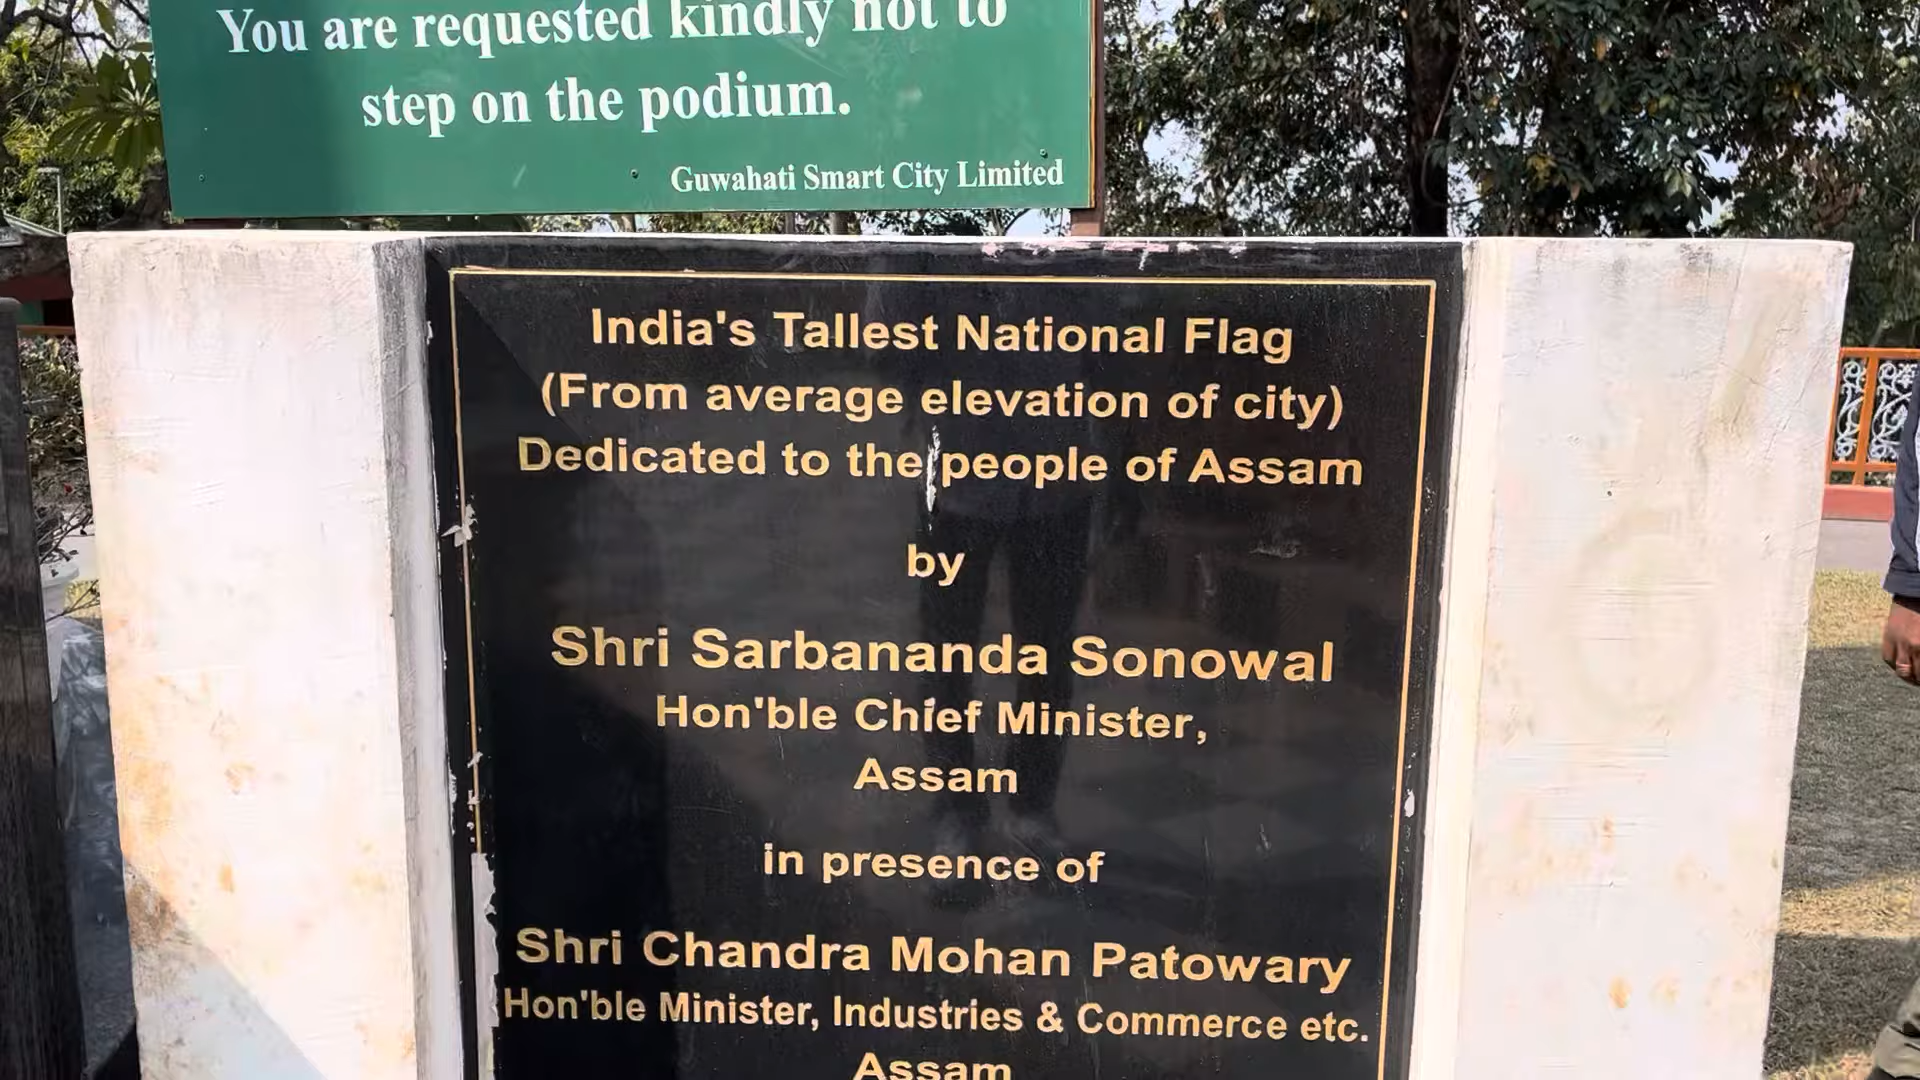 You are requested kindly not to
step on the podium.
Guwahati Smart City Limited
India's Tallest National Flag
(From average elevation of city)
Dedicated to the people of Assam
by
Shri Sarbananda Sonowal
Hon'ble Chief Minister,
Assam
in presence of
Shri Chandra Mohan Patowary
Hon'ble Minister, Industries & Commerce etc.
Assam